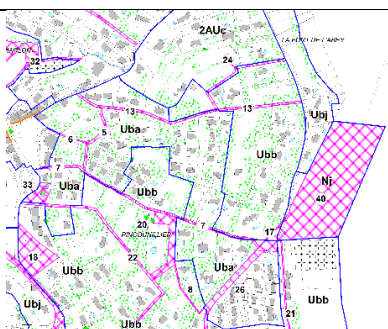 2AUc
24
32
13
13
5
Uba
Ubj
6
Ubb
7
Nj
33
Uba
Ubb
40
20
PINCOUNELLIER
7
17
18
22
Ubb
Uba
8
26
Ubj
21
Ubb
Ubb